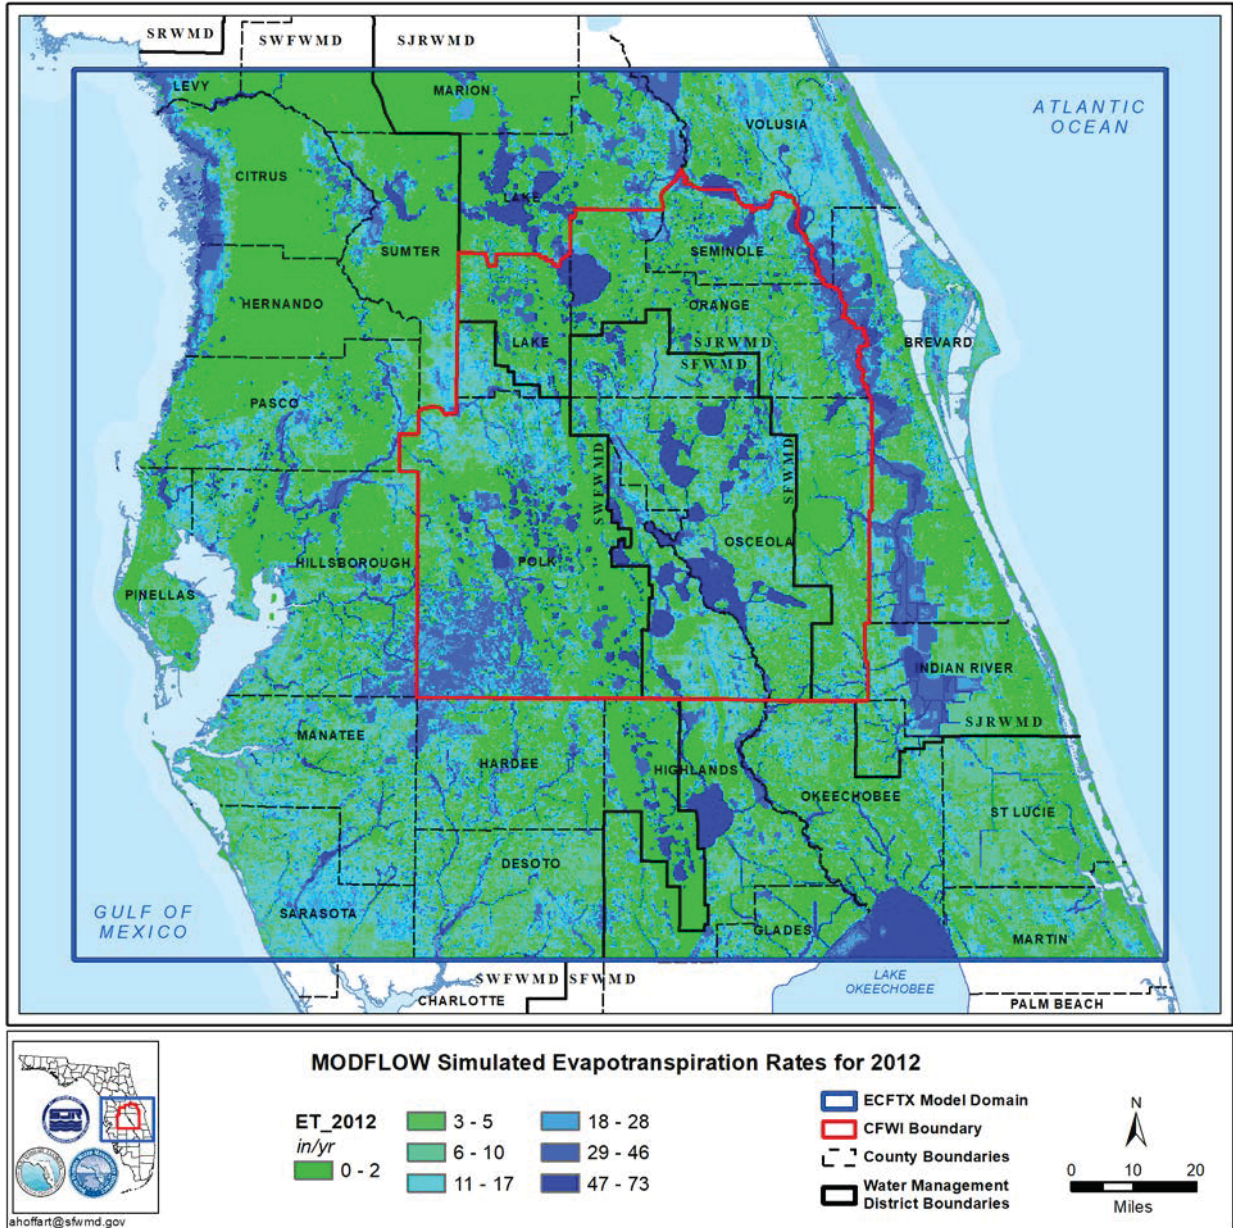 SRWMD
SWFWMD
SJRWMD
LEVY
MARION
VOLUSIA
ATLANTIC
OCEAN
CITRUS
LAKE
SUMTER
SEMINOLE
HERNANDO
ORANGE
LAKE
SJRWMD
SFWMD
BREVARD
PASCO
SWFWMD
SFWMD
HILLSBOROUGH
POLK
OSCEOLA
PINELLAS
INDIAN RIVER
MANATEE
SJRWMD
HARDEE
HIGHLANDS
OKEECHOBEE
ST LUCIE
DESOTO
SARASOTA
GULF OF
MEXICO
GLADES
MARTIN
SWFWMD
SFWMD
CHARLOTTE
LAKE
OKEECHOBEE
PALM BEACH
MODFLOW Simulated Evapotranspiration Rates for 2012
ET_2012
in/yr
0 - 2
3 - 5
6 - 10
11 - 17
18 - 28
29 - 46
47 - 73
ECFTX Model Domain
CFWI Boundary
County Boundaries
Water Management
District Boundaries
N
0 10 20
Miles
SJR
ahoffart@sfwmd.gov